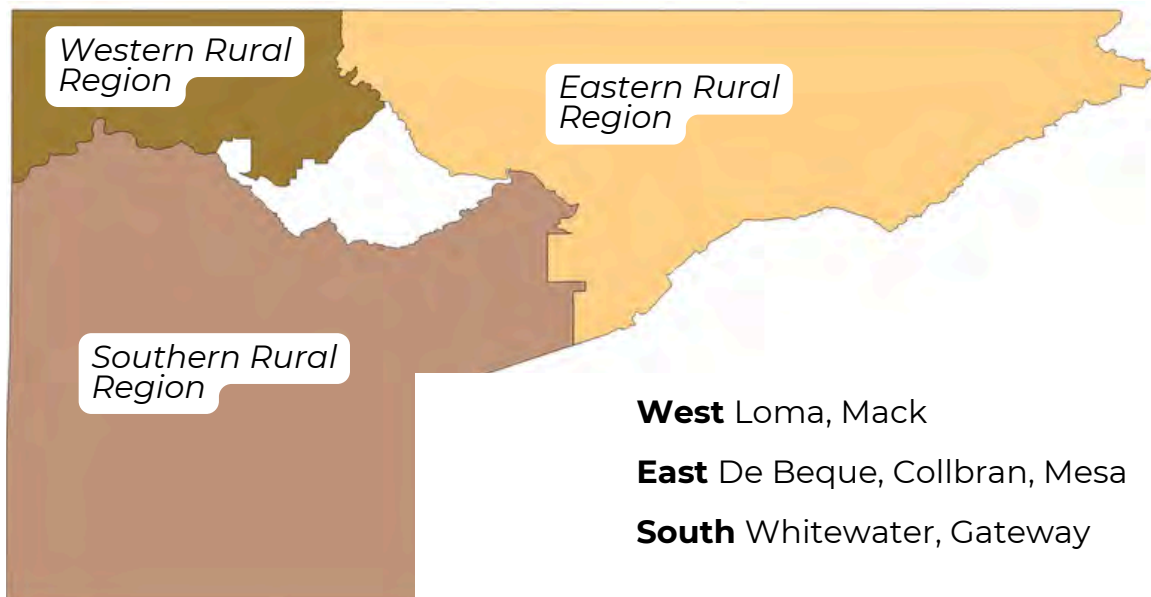 Western Rural
Region
Eastern Rural
Region
Southern Rural
Region
West Loma, Mack
East De Beque, Collbran, Mesa
South Whitewater, Gateway